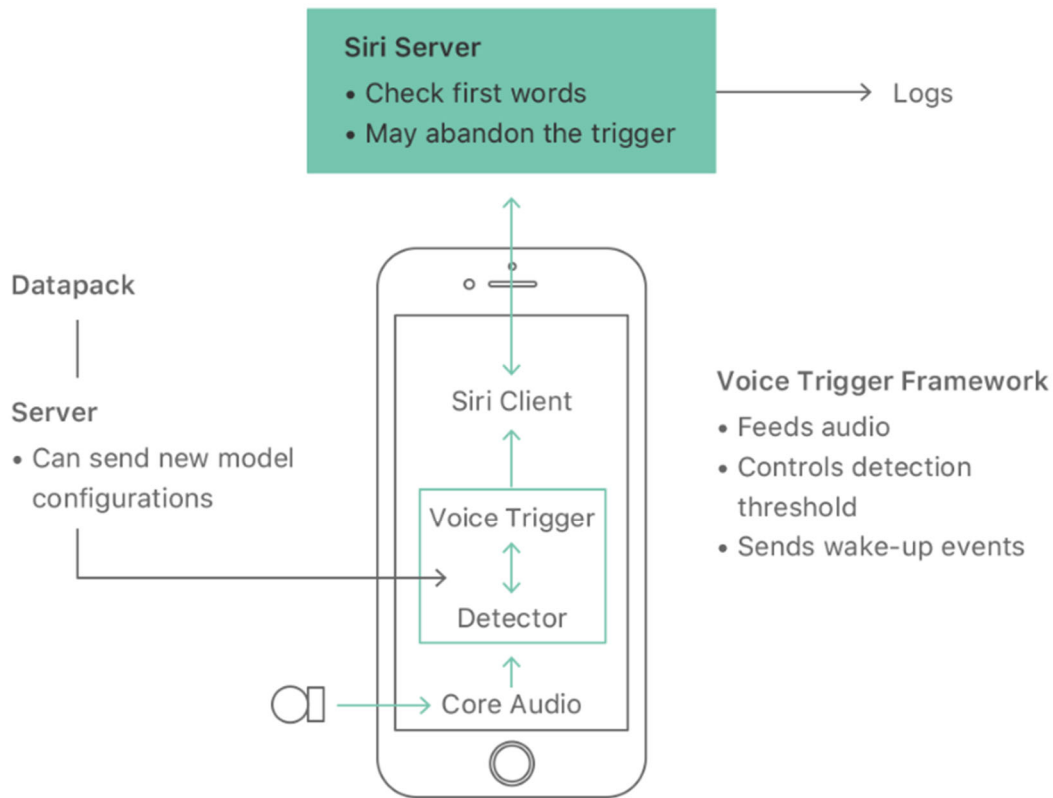 Siri Server
• Check first words
• May abandon the trigger
Logs
Datapack
Server
• Can send new model
configurations
Siri Client
Voice Trigger
Detector
Core Audio
Voice Trigger Framework
• Feeds audio
• Controls detection
threshold
• Sends wake-up events